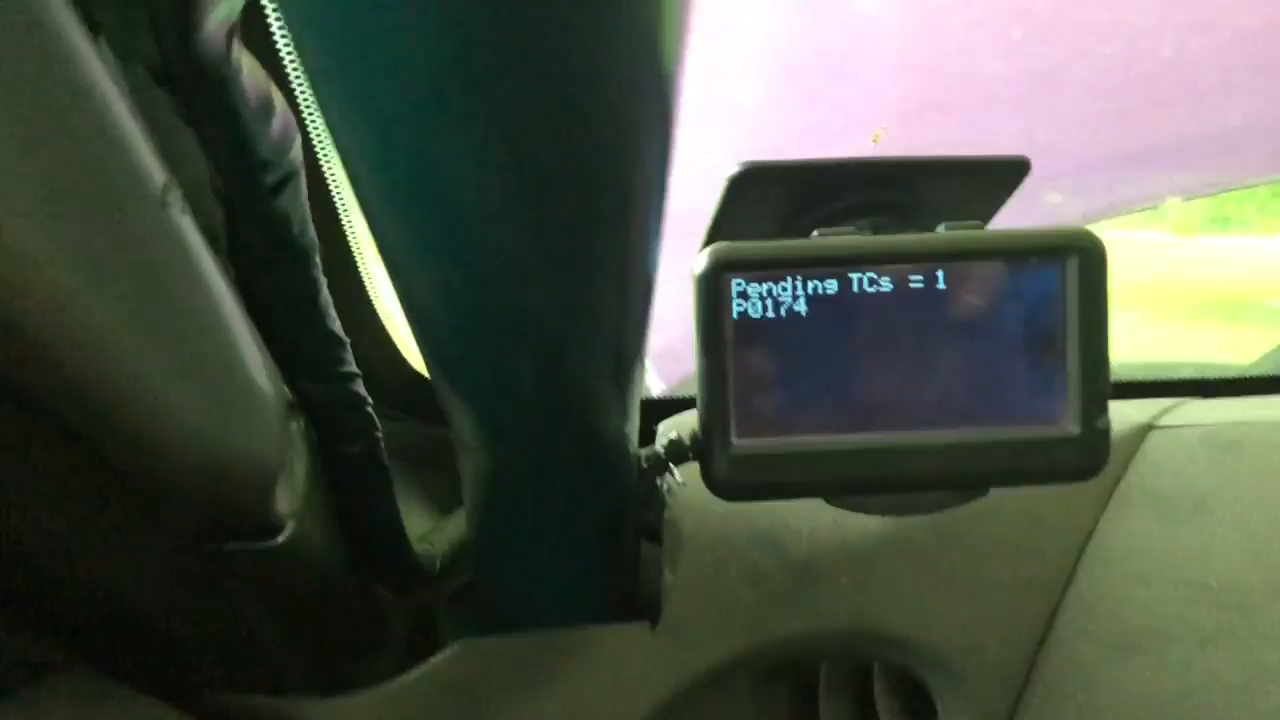 Pending TCs = 1
P0174